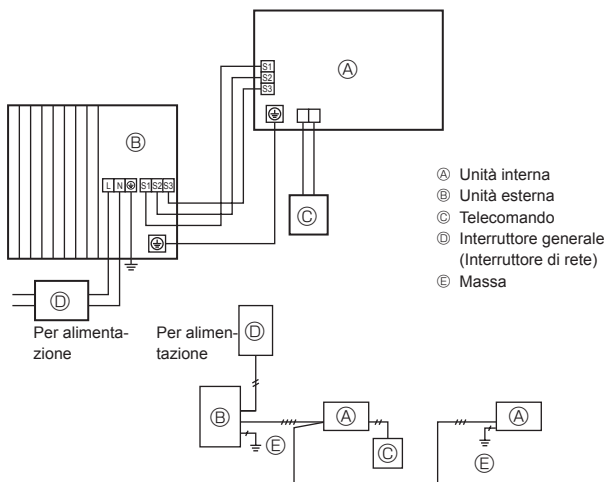 S1
S2
S3
Ⓐ
Ⓑ
L N S1 S2 S3
Ⓒ
Ⓓ
Per alimenta-
zione
Ⓐ Unità interna
Ⓑ Unità esterna
Ⓒ Telecomando
Ⓓ Interruttore generale
(Interruttore di rete)
Ⓔ Massa
Per alimen-
tazione
Ⓓ
Ⓑ
Ⓔ
Ⓐ
Ⓒ
Ⓐ
Ⓔ